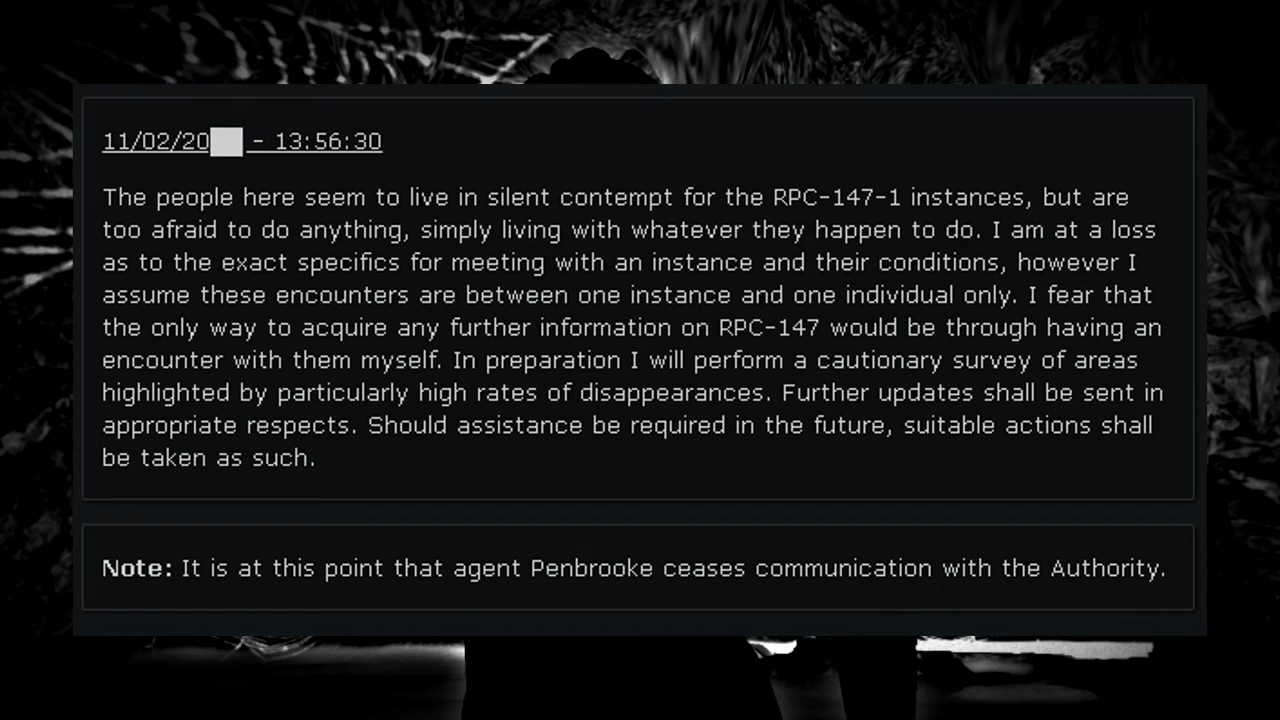 11/02/20██ - 13:56:30
The people here seem to live in silent contempt for the RPC-147-1 instances, but are
too afraid to do anything, simply living with whatever they happen to do. I am at a loss
as to the exact specifics for meeting with an instance and their conditions, however I
assume these encounters are between one instance and one individual only. I fear that
the only way to acquire any further information on RPC-147 would be through having an
encounter with them myself. In preparation I will perform a cautionary survey of areas
highlighted by particularly high rates of disappearances. Further updates shall be sent in
appropriate respects. Should assistance be required in the future, suitable actions shall
be taken as such.
Note: It is at this point that agent Penbrooke ceases communication with the Authority.